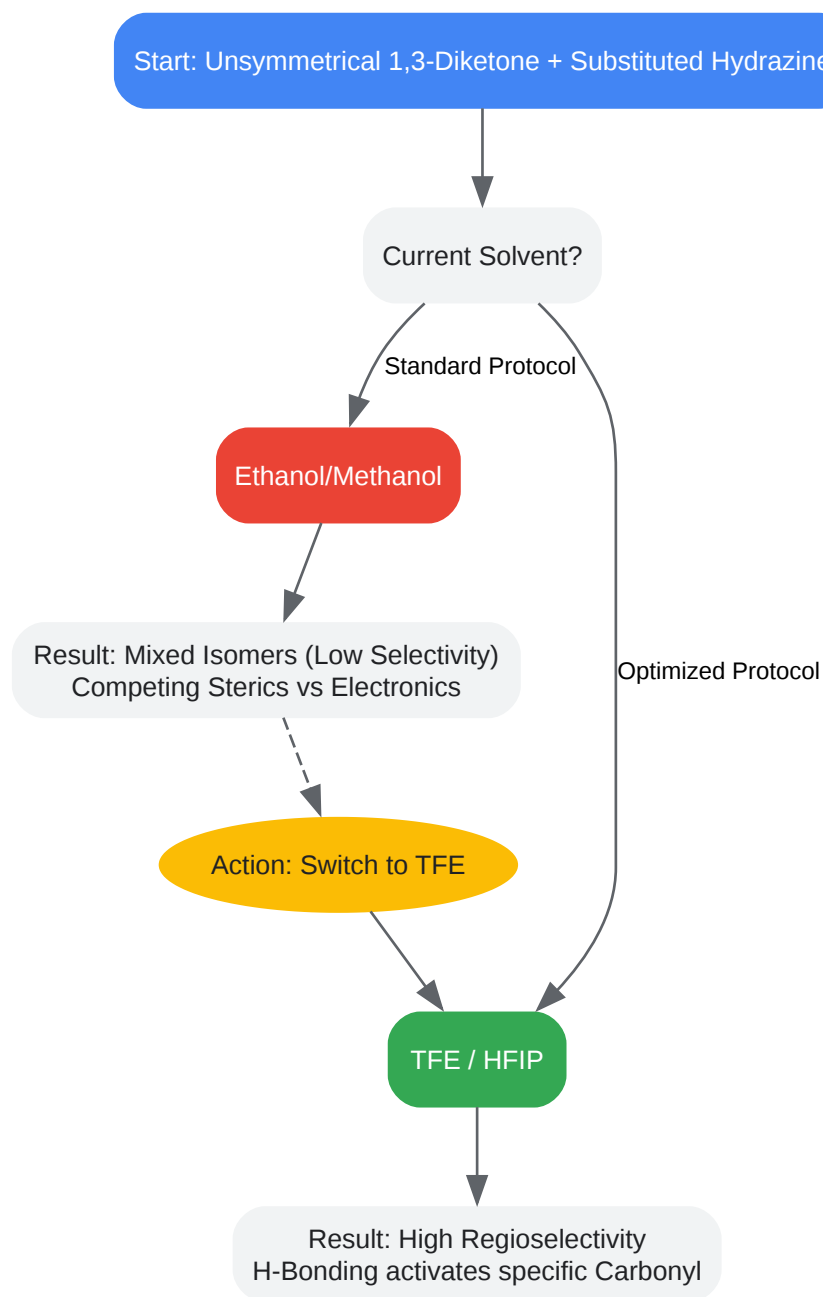 Start: Unsymmetrical 1,3-Diketone + Substituted Hydrazine
Current Solvent?
Standard Protocol
Ethanol/Methanol
Result: Mixed Isomers (Low Selectivity)
Competing Sterics vs Electronics
Optimized Protocol
Action: Switch to TFE
TFE / HFIP
Result: High Regioselectivity
H-Bonding activates specific Carbonyl